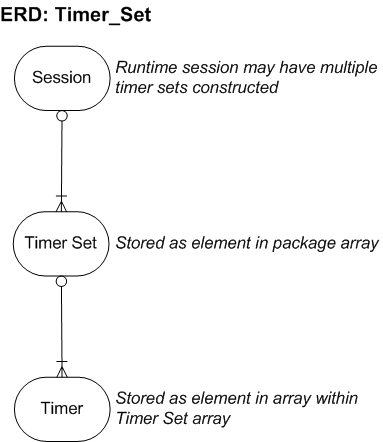 ERD: Timer_Set
Session
Runtime session may have multiple
timer sets constructed
Timer Set
Stored as element in package array
Timer
Stored as element in array within
Timer Set array